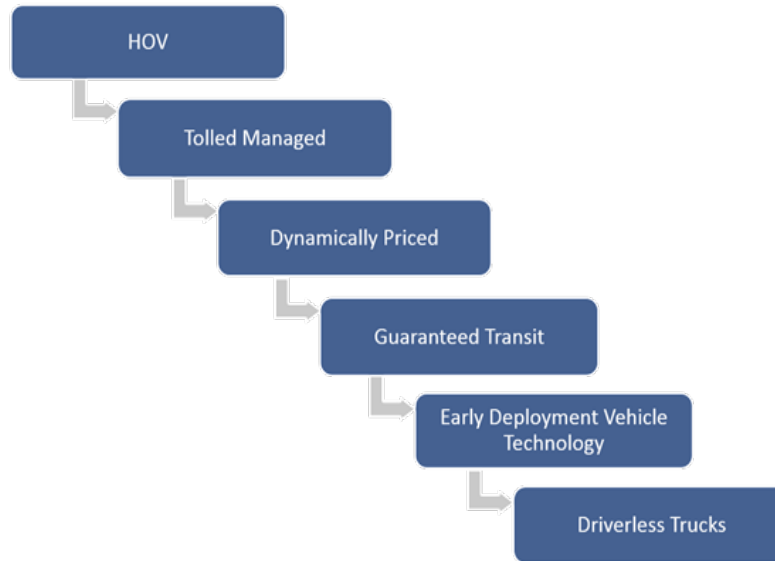 HOV
Tolled Managed
Dynamically Priced
Guaranteed Transit
Early Deployment Vehicle
Technology
Driverless Trucks